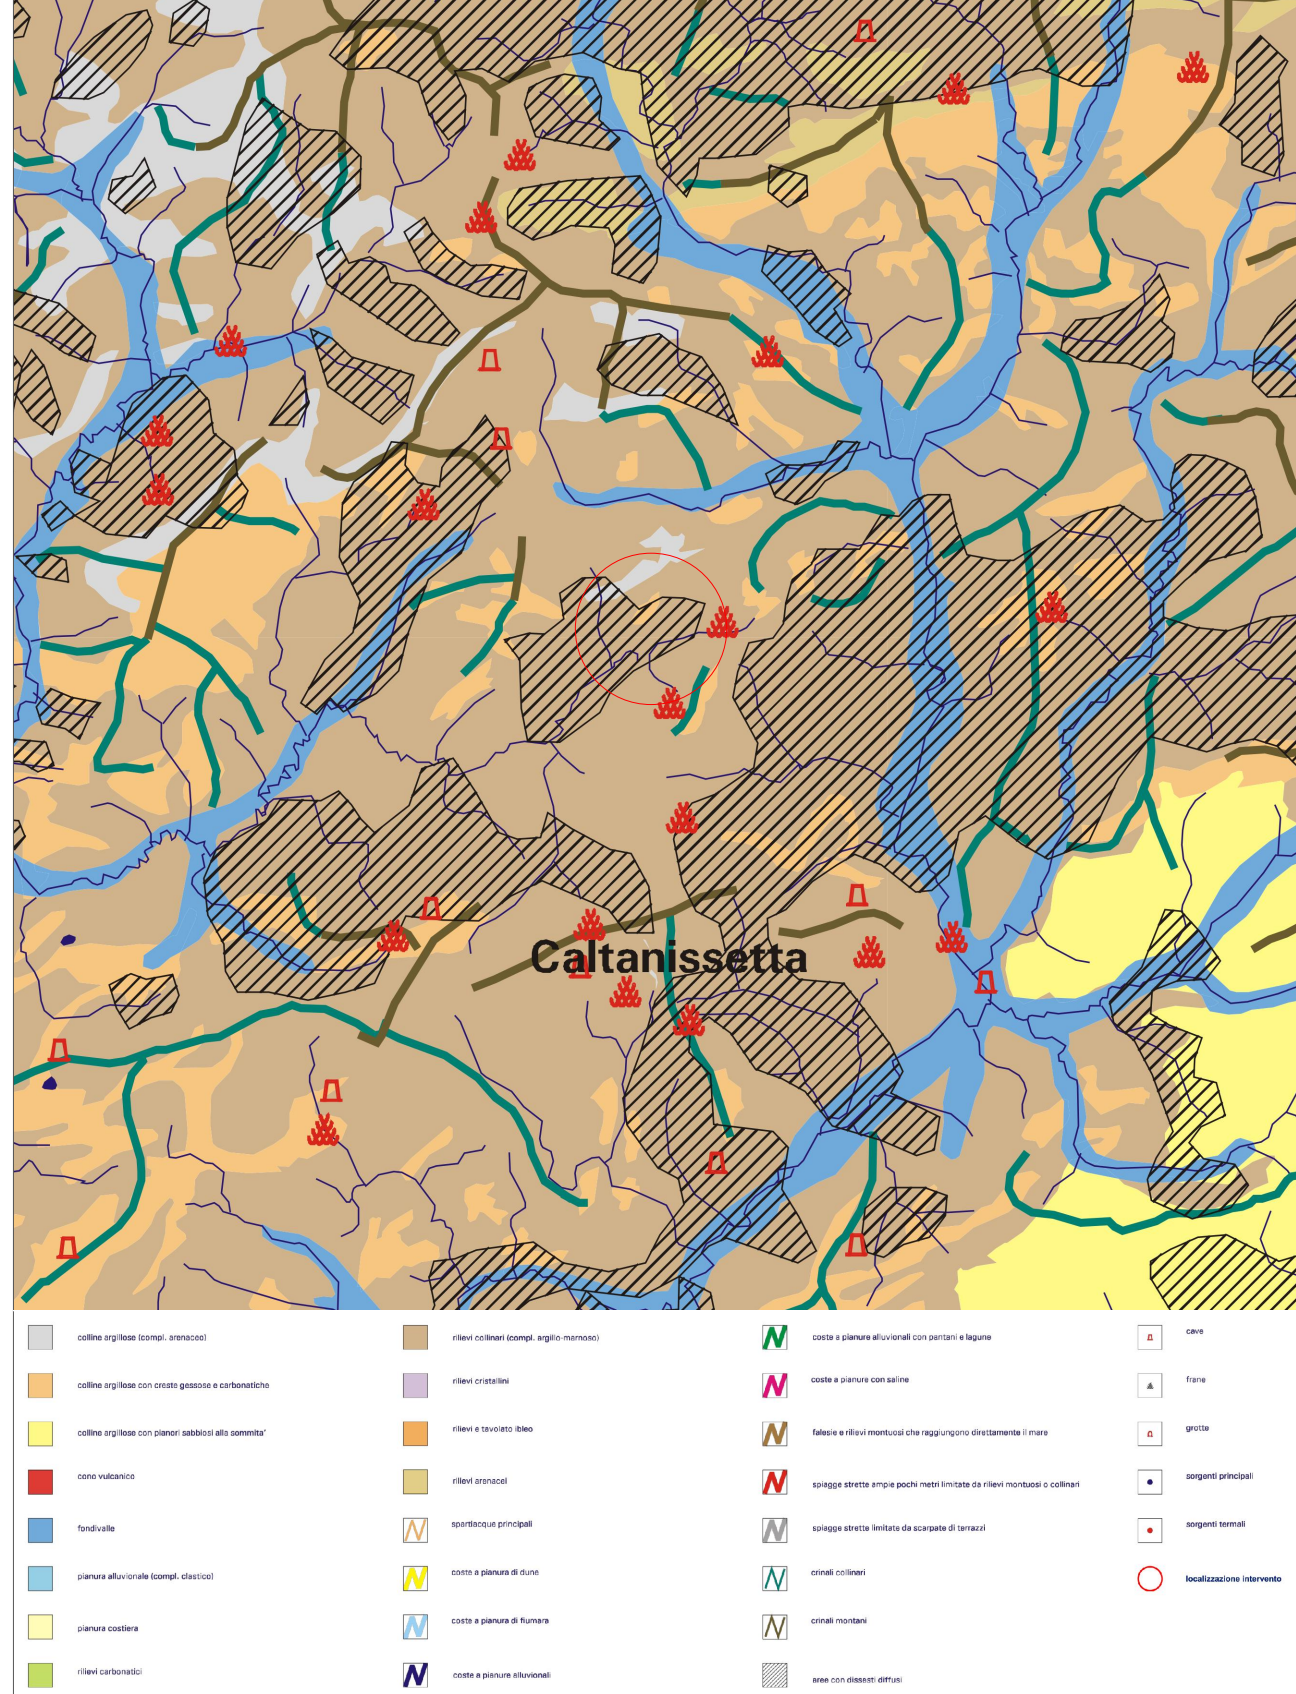 Caltanissetta
colline argillose (compl. arenaceo)
colline argillose con creste gessose e carbonatiche
colline argillose con pianori sabbiosi alla sommita'
cono vulcanico
fondivalle
pianura alluvionale (compl. clastico)
pianura costiera
rilievi carbonatici
rilievi collinari (compl. argillo-marnoso)
rilievi cristallini
rilievi e tavolato ibleo
rilievi arenacei
spartiacque principali
coste a pianura di dune
coste a pianura di fiumara
coste a pianure alluvionali
coste a pianure alluvionali con pantani e lagune
coste a pianure con saline
falesie e rilievi montuosi che raggiungono direttamente il mare
spiagge strette ampie pochi metri limitate da rilievi montuosi o collinari
spiagge strette limitate da scarpate di terrazzi
crinali collinari
crinali montani
aree con dissesti diffusi
cave
frane
grotte
sorgenti principali
sorgenti termali
localizzazione intervento